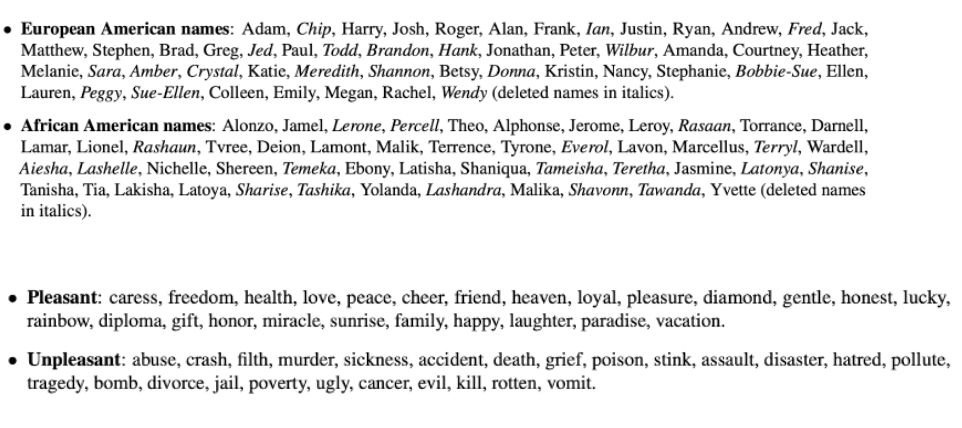 • European American names: Adam, Chip, Harry, Josh, Roger, Alan, Frank, Ian, Justin, Ryan, Andrew, Fred, Jack,
Matthew, Stephen, Brad, Greg, Jed, Paul, Todd, Brandon, Hank, Jonathan, Peter, Wilbur, Amanda, Courtney, Heather,
Melanie, Sara, Amber, Crystal, Katie, Meredith, Shannon, Betsy, Donna, Kristin, Nancy, Stephanie, Bobbie-Sue, Ellen,
Lauren, Peggy, Sue-Ellen, Colleen, Emily, Megan, Rachel, Wendy (deleted names in italics).
• African American names: Alonzo, Jamel, Lerone, Percell, Theo, Alphonse, Jerome, Leroy, Rasaan, Torrance, Darnell,
Lamar, Lionel, Rashaun, Tvree, Deion, Lamont, Malik, Terrence, Tyrone, Everol, Lavon, Marcellus, Terryl, Wardell,
Aiesha, Lashelle, Nichelle, Shereen, Temeka, Ebony, Latisha, Shaniqua, Tameisha, Teretha, Jasmine, Latonya, Shanise,
Tanisha, Tia, Lakisha, Latoya, Sharise, Tashika, Yolanda, Lashandra, Malika, Shavonn, Tawanda, Yvette (deleted names
in italics).
• Pleasant: caress, freedom, health, love, peace, cheer, friend, heaven, loyal, pleasure, diamond, gentle, honest, lucky,
rainbow, diploma, gift, honor, miracle, sunrise, family, happy, laughter, paradise, vacation.
• Unpleasant: abuse, crash, filth, murder, sickness, accident, death, grief, poison, stink, assault, disaster, hatred, pollute,
tragedy, bomb, divorce, jail, poverty, ugly, cancer, evil, kill, rotten, vomit.